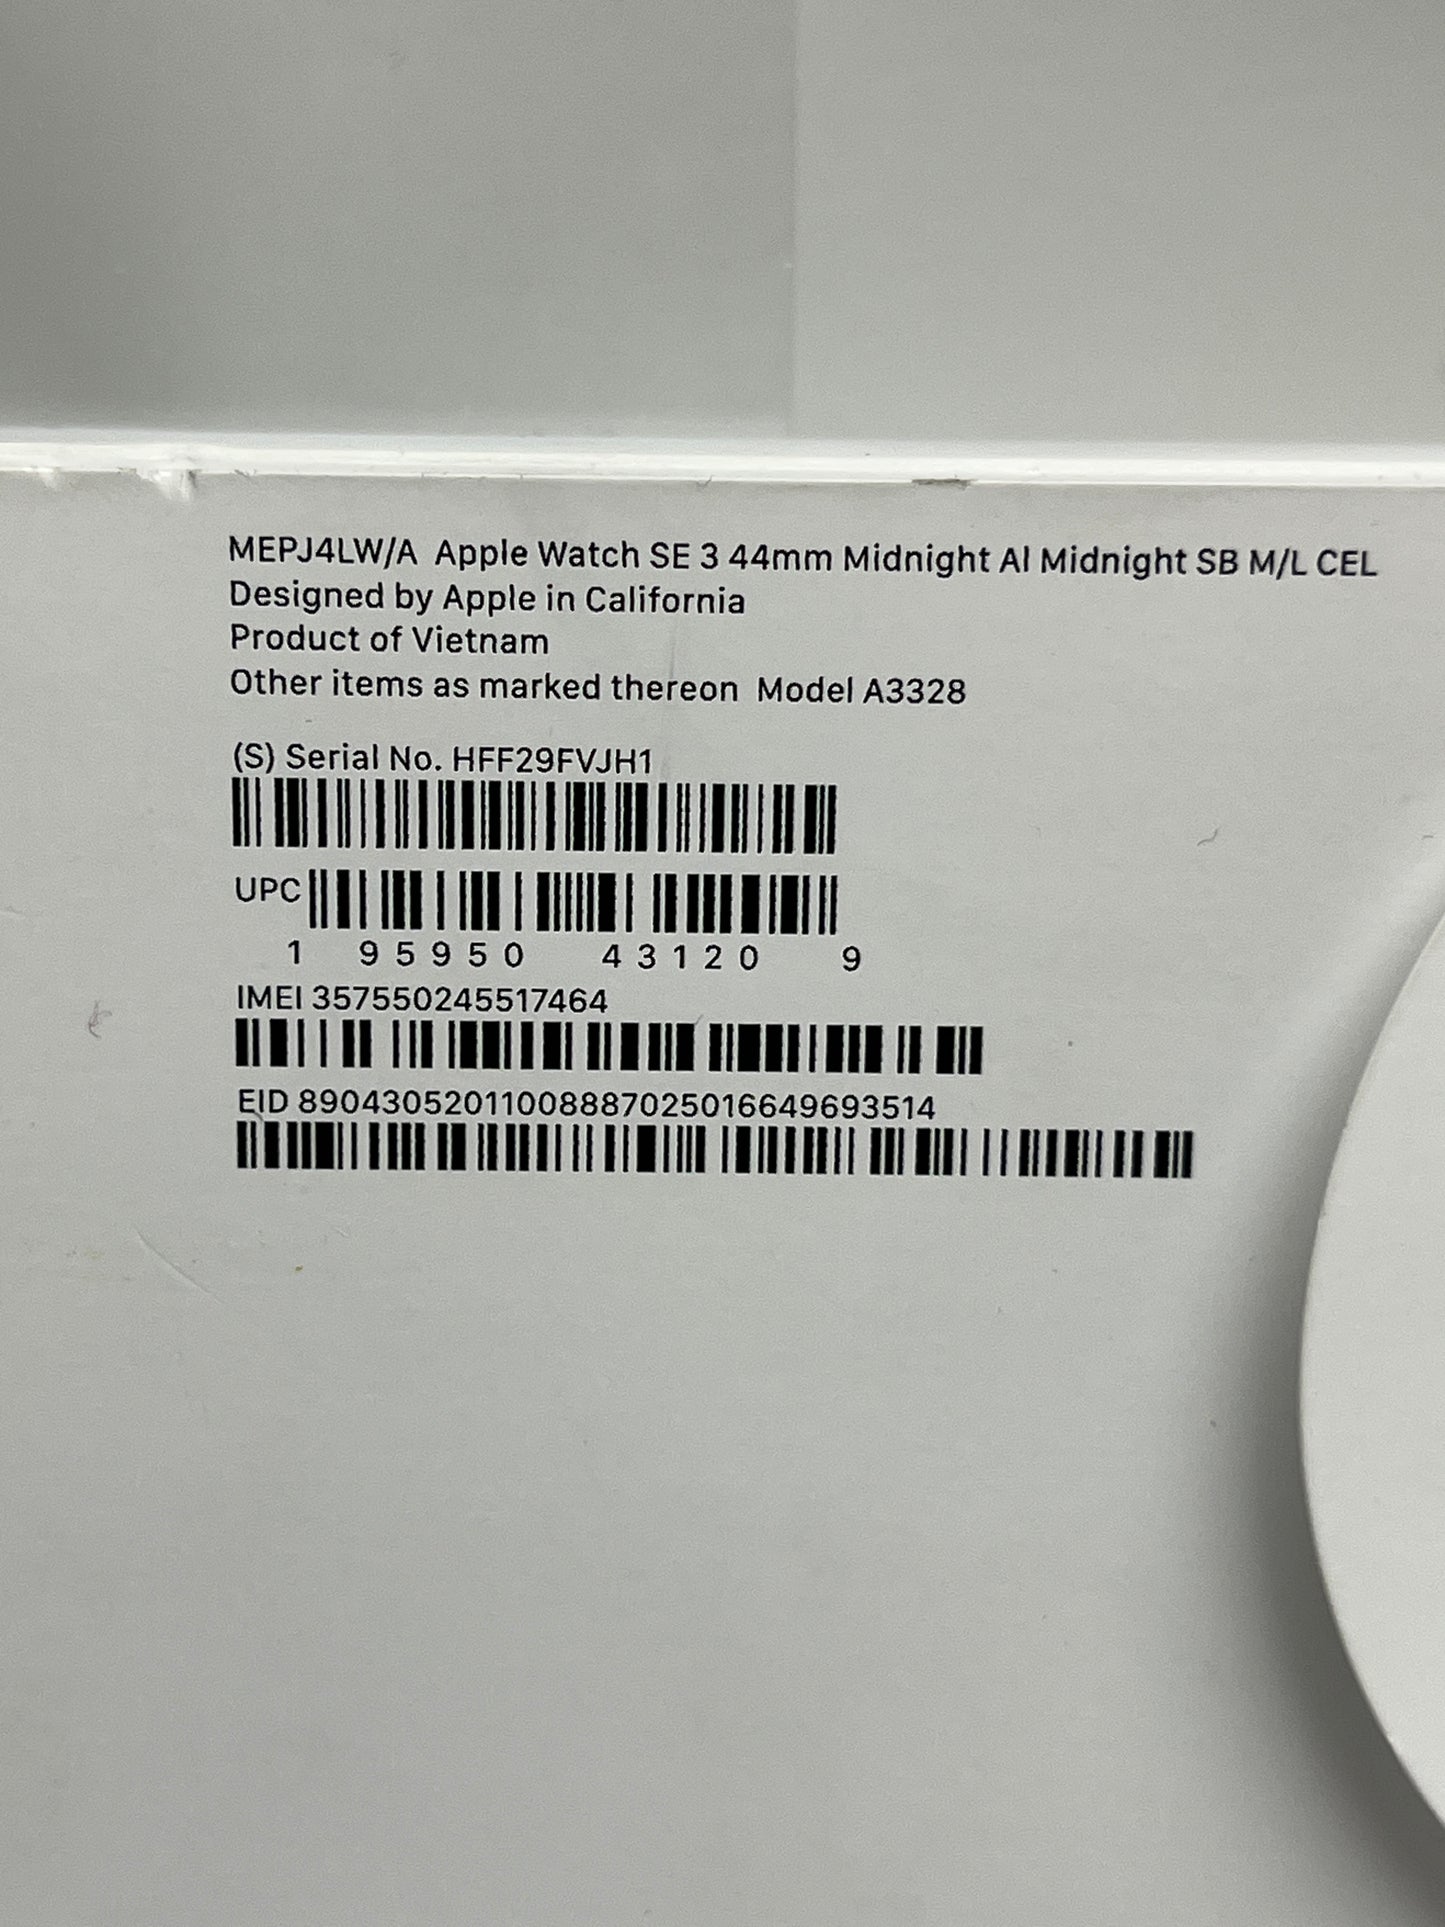 MEPJ4LW/A Apple Watch SE 3 44mm Midnight Al Midnight SB M/L CEL
Designed by Apple in California
Product of Vietnam
Other items as marked thereon Model A3328
(S) Serial No. HFF29FVJH1
UPC
1 95950 43120 9
IMEI 357550245517464
EID 89043052011008887025016649693514